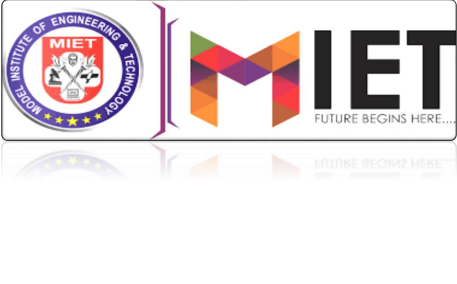 MODEL INSTITUTE OF ENGINEERING & TECHNOLOGY
MIET
MIET
FUTURE BEGINS HERE....